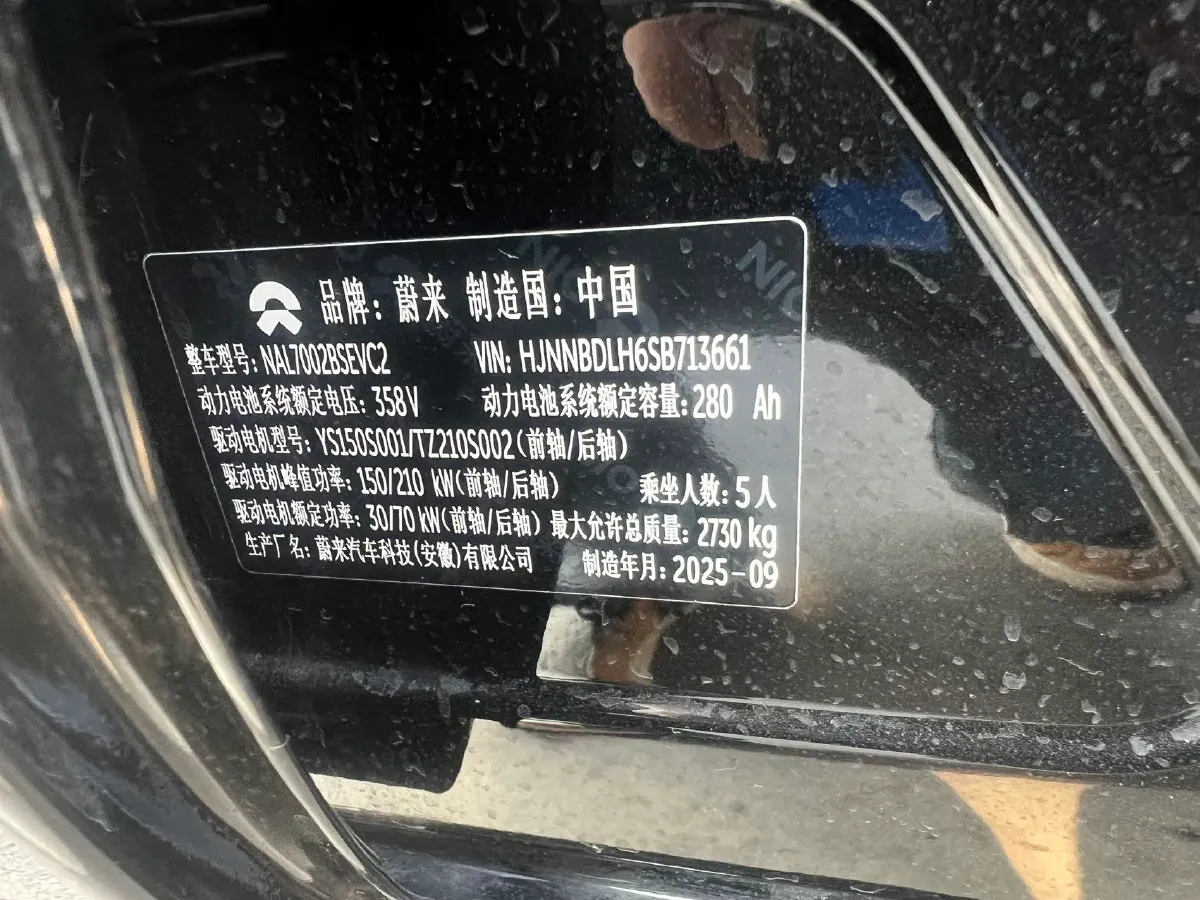 品牌：蔚来 制造国：中国
整车型号：NAL7002BSEVC2 VIN：HJNNBDLH6SB713661
动力电池系统额定电压：358V 动力电池系统额定容量：280 Ah
驱动电机型号：YS150S001/TZ210S002（前轴/后轴）
驱动电机峰值功率：150/210 kW（前轴/后轴） 乘坐人数：5人
驱动电机额定功率：30/70 kW（前轴/后轴） 最大允许总质量：2730 kg
生产厂名：蔚来汽车科技（安徽）有限公司 制造年月：2025-09